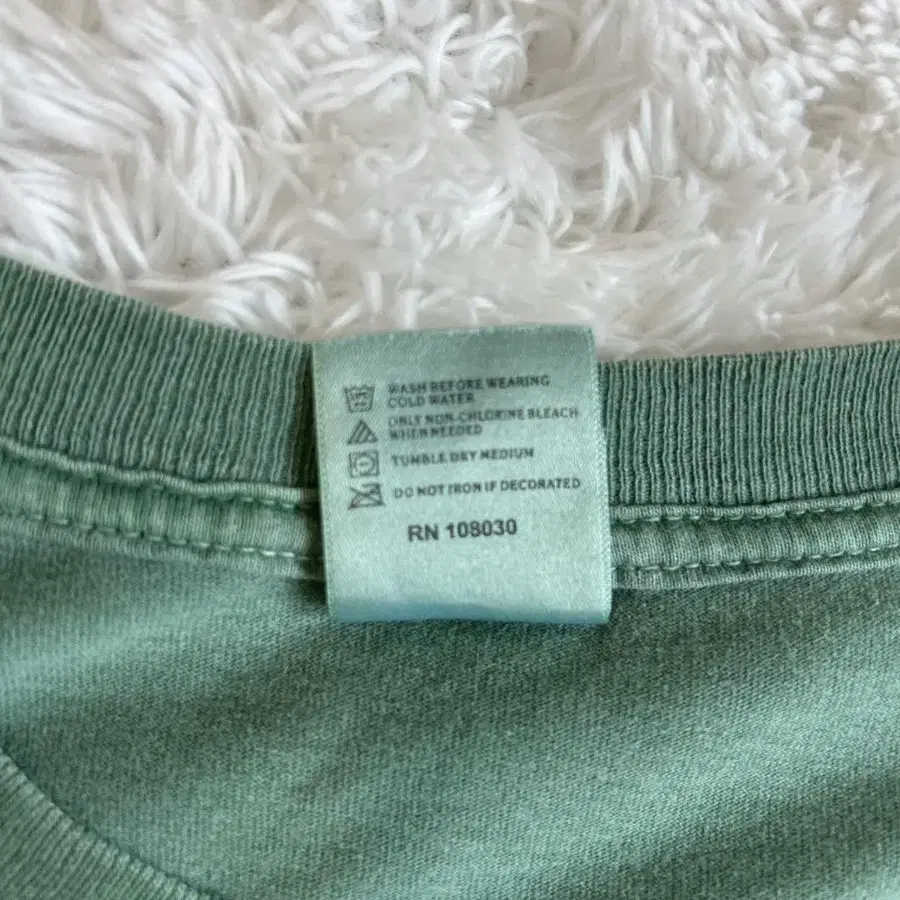 WASH BEFORE WEARING
COLD WATER
ONLY NON-CHLORINE BLEACH
WHEN NEEDED
TUMBLE DRY MEDIUM
DO NOT IRON IF DECORATED
RN 108030